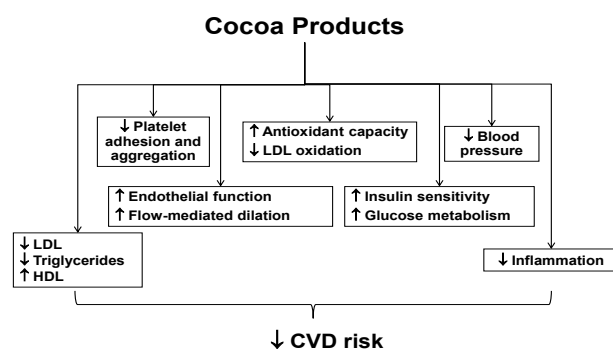 Cocoa Products
↓ Platelet
adhesion and
aggregation
↑ Antioxidant capacity
↓ LDL oxidation
↓ Blood
pressure
↑ Endothelial function
↑ Flow-mediated dilation
↑ Insulin sensitivity
↑ Glucose metabolism
↓ LDL
↓ Triglycerides
↑ HDL
↓ Inflammation
↓ CVD risk